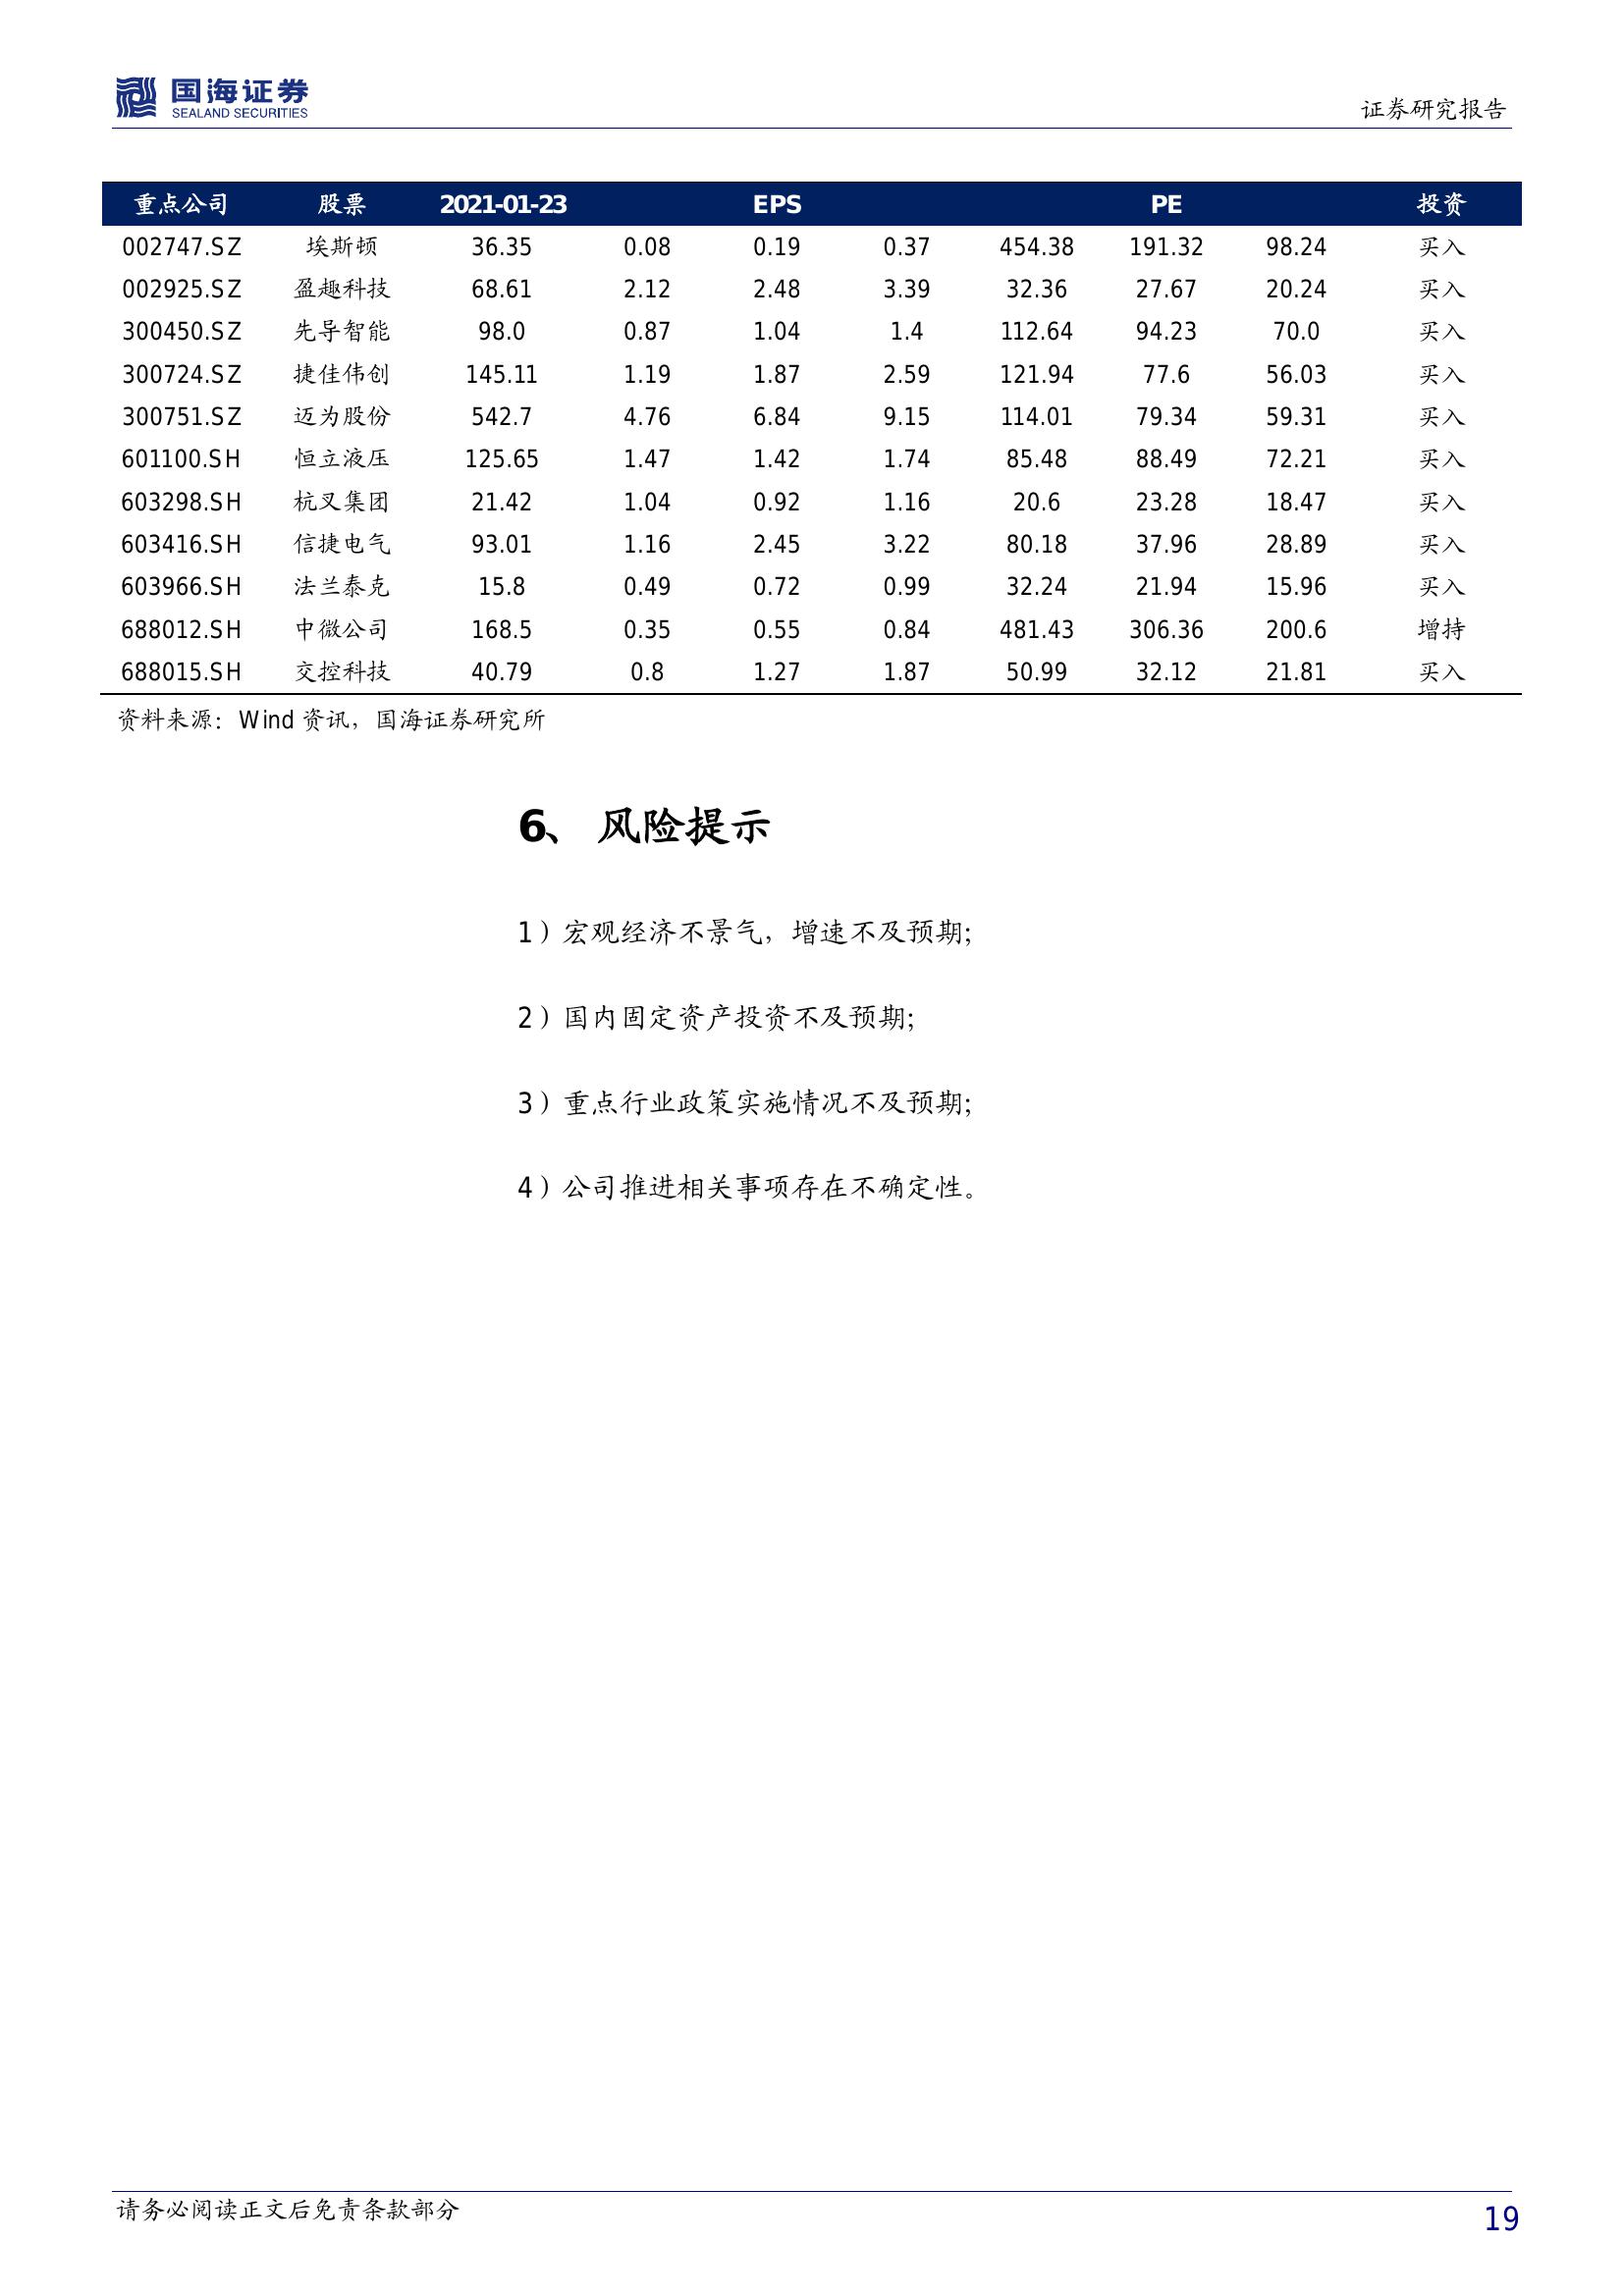 国海证券
SEALAND SECURITIES
证券研究报告
重点公司 股票 2021-01-23 EPS PE 投资
002747.SZ 埃斯顿 36.35 0.08 0.19 0.37 454.38 191.32 98.24 买入
002925.SZ 盈趣科技 68.61 2.12 2.48 3.39 32.36 27.67 20.24 买入
300450.SZ 先导智能 98.0 0.87 1.04 1.4 112.64 94.23 70.0 买入
300724.SZ 捷佳伟创 145.11 1.19 1.87 2.59 121.94 77.6 56.03 买入
300751.SZ 迈为股份 542.7 4.76 6.84 9.15 114.01 79.34 59.31 买入
601100.SH 恒立液压 125.65 1.47 1.42 1.74 85.48 88.49 72.21 买入
603298.SH 杭叉集团 21.42 1.04 0.92 1.16 20.6 23.28 18.47 买入
603416.SH 信捷电气 93.01 1.16 2.45 3.22 80.18 37.96 28.89 买入
603966.SH 法兰泰克 15.8 0.49 0.72 0.99 32.24 21.94 15.96 买入
688012.SH 中微公司 168.5 0.35 0.55 0.84 481.43 306.36 200.6 增持
688015.SH 交控科技 40.79 0.8 1.27 1.87 50.99 32.12 21.81 买入
资料来源：Wind 资讯，国海证券研究所
6、 风险提示
1）宏观经济不景气，增速不及预期；
2）国内固定资产投资不及预期；
3）重点行业政策实施情况不及预期；
4）公司推进相关事项存在不确定性。
请务必阅读正文后免责条款部分
19